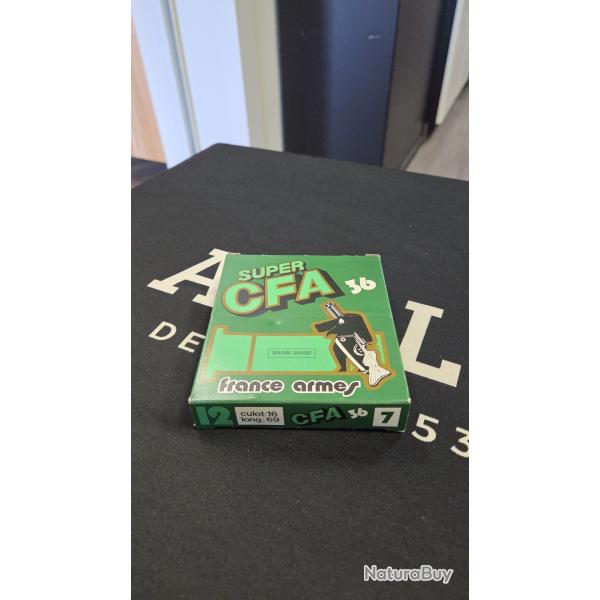 SUPER
CFA 36
BOURRE GRASSE
france armes
12 culot:16 long:69 CFA 36 7
A L
DE
53
NaturaBuy